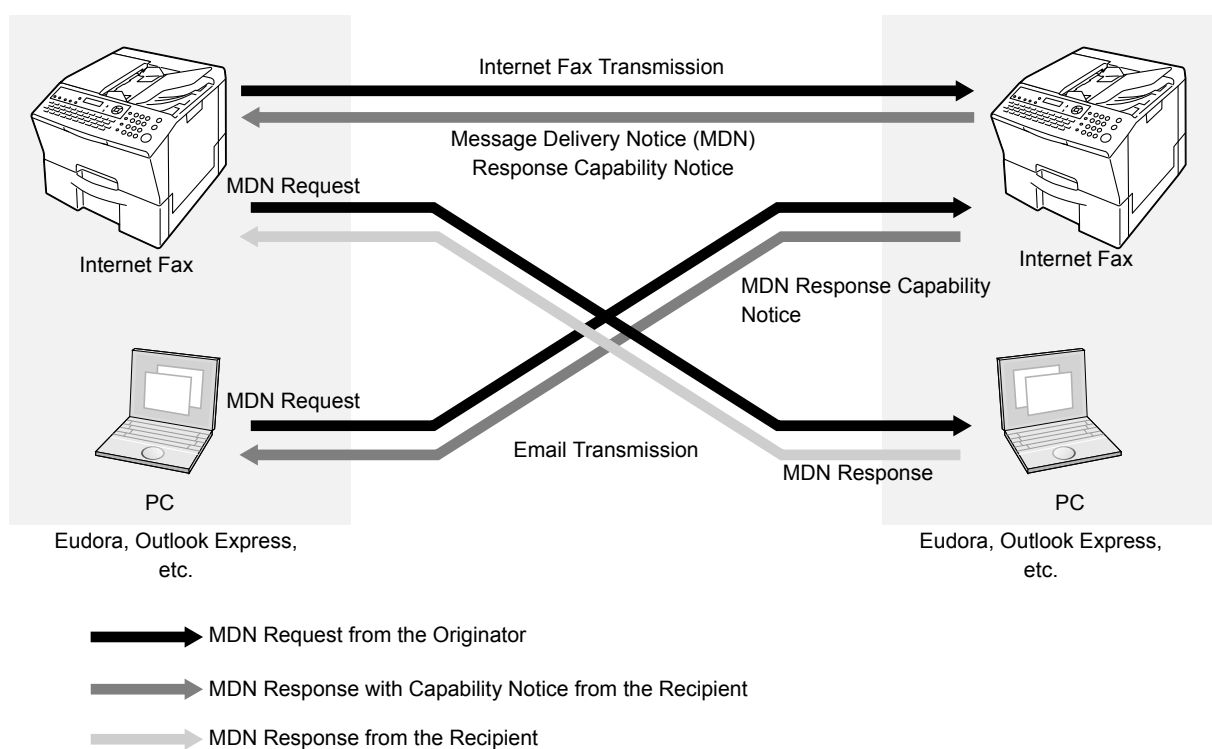 Internet Fax Transmission
Message Delivery Notice (MDN)
Response Capability Notice
MDN Request
Internet Fax
Internet Fax
MDN Response Capability
Notice
MDN Request
Email Transmission
MDN Response
PC
PC
Eudora, Outlook Express,
etc.
Eudora, Outlook Express,
etc.
MDN Request from the Originator
MDN Response with Capability Notice from the Recipient
MDN Response from the Recipient